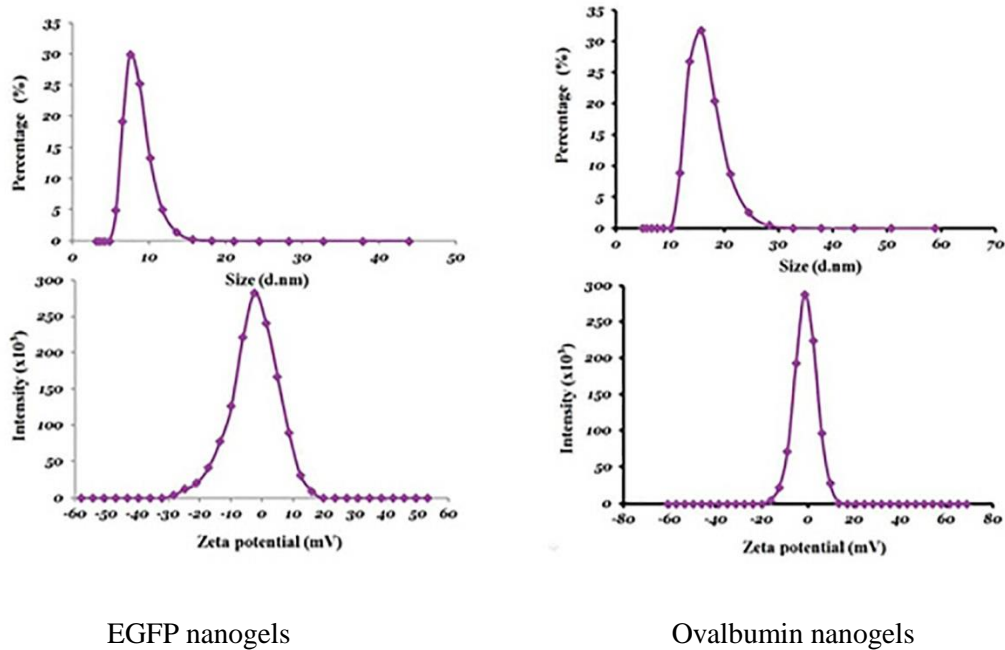 35
30
25
20
15
10
5
0
Percentage (%)
0 10 20 30 40 50
Size (d.nm)
35
30
25
20
15
10
5
0
Percentage (%)
0 10 20 30 40 50 60 70
Size (d.nm)
300
250
200
150
100
50
0
Intensity (x10³)
-60 -50 -40 -30 -20 -10 0 10 20 30 40 50 60
Zeta potential (mV)
300
250
200
150
100
50
0
Intensity (x10³)
-80 -60 -40 -20 0 20 40 60 80
Zeta potential (mV)
EGFP nanogels
Ovalbumin nanogels